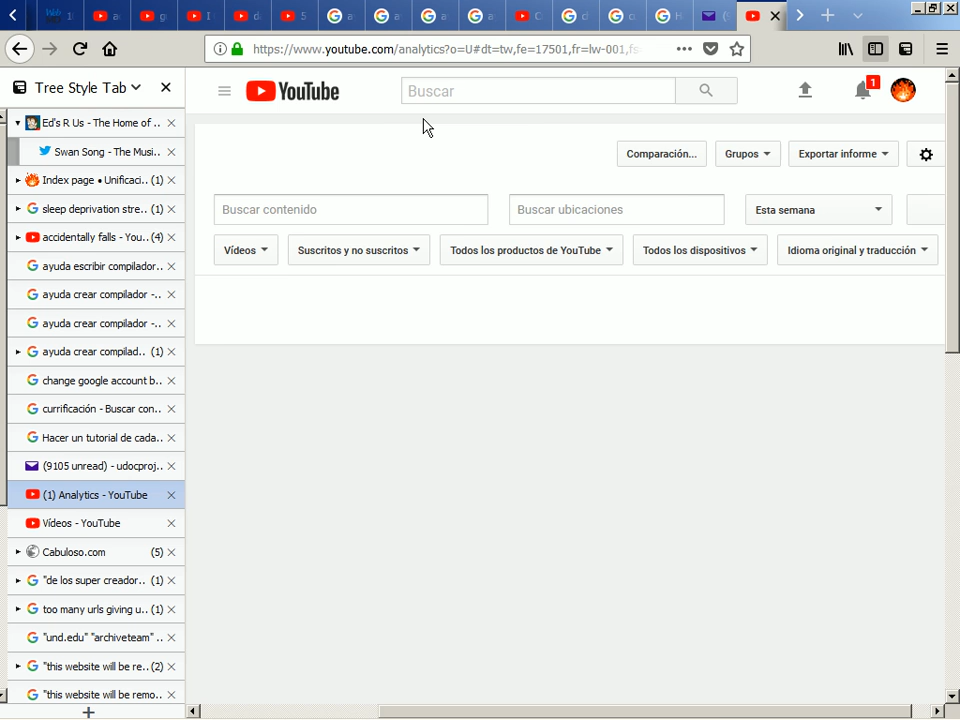 https://www.youtube.com/analytics?o=U#dt=tw,fe=17501,fr=lw-001,fs
Tree Style Tab
Ed's R Us - The Home of ..
Swan Song - The Musi..
Index page • Unificaci.. (1)
sleep deprivation stre.. (1)
accidentally falls - You.. (4)
ayuda escribir compilador..
ayuda crear compilador -..
ayuda crear compilador -..
ayuda crear compilad.. (1)
change google account b..
currificación - Buscar con..
Hacer un tutorial de cada..
(9105 unread) - udocproj..
(1) Analytics - YouTube
Vídeos - YouTube
Cabuloso.com (5)
"de los super creador.. (1)
too many urls giving u.. (1)
"und.edu" "archiveteam" ..
"this website will be re.. (2)
"this website will be remo..
YouTube
Buscar
1
Comparación...
Grupos
Exportar informe
Buscar contenido
Buscar ubicaciones
Esta semana
Vídeos
Suscritos y no suscritos
Todos los productos de YouTube
Todos los dispositivos
Idioma original y traducción